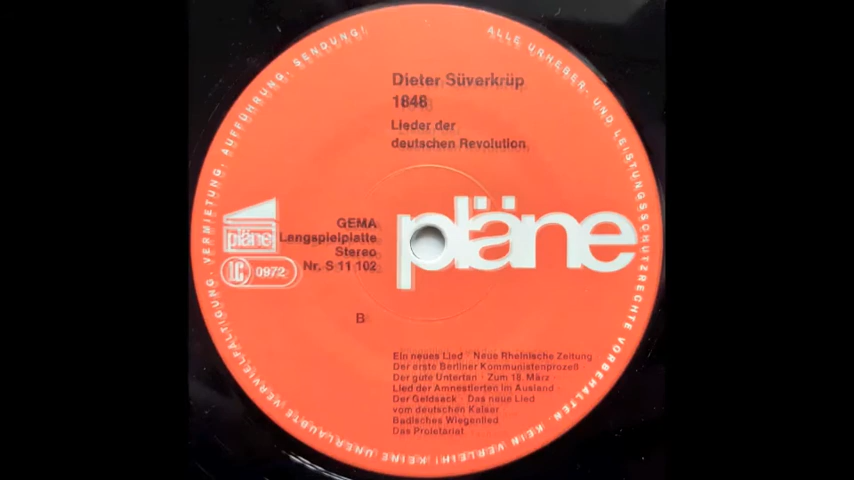 ALLE URHEBER- UND LEISTUNGSSCHUTZRECHTE VORBEHALTEN. KEIN VERLEIH! KEINE UNERLAUBTE VERVIELFÄLTIGUNG, VERMIETUNG, AUFFÜHRUNG, SENDUNG!
Dieter Süverkrüp
1848
Lieder der
deutschen Revolution
pläne
GEMA
Langspielplatte
Stereo
Nr. S 11 102
pläne
LC 0972
B
Ein neues Lied · Neue Rheinische Zeitung
Der erste Berliner Kommunistenprozeß ·
Der gute Untertan · Zum 18. März ·
Lied der Amnestierten im Ausland ·
Der Geldsack · Das neue Lied
vom deutschen Kaiser
Badisches Wiegenlied
Das Proletariat